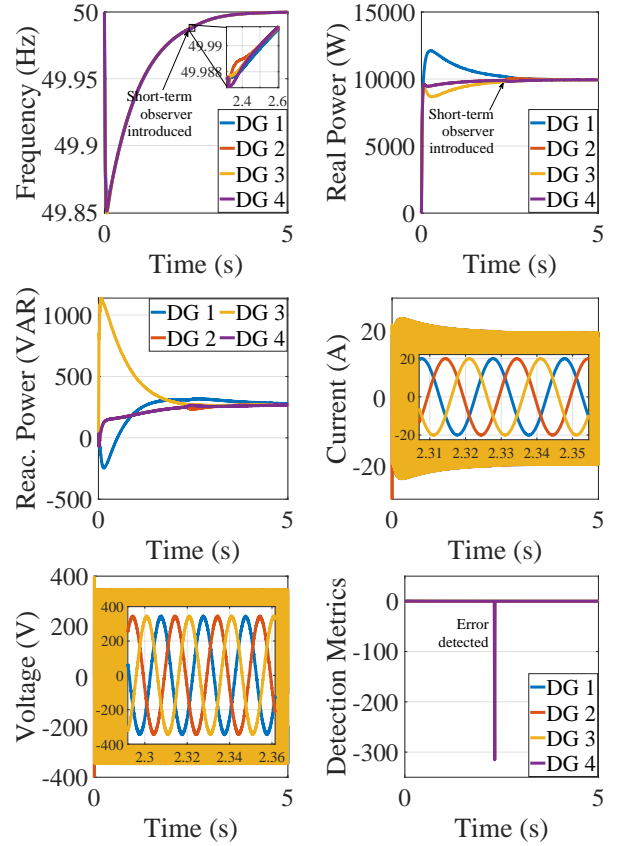 50
49.95
49.9
49.85
Frequency (Hz)
49.99
49.988
2.4
2.6
Short-term
observer
introduced
DG 1
DG 2
DG 3
DG 4
5
Time (s)
15000
10000
5000
0
Real Power (W)
Short-term
observer
introduced
DG 1
DG 2
DG 3
DG 4
0
5
Time (s)
1000
500
0
-500
Reac. Power (VAR)
DG 1
DG 3
DG 2
DG 4
0
5
Time (s)
20
0
-20
Current (A)
20
0
-20
2.31
2.32
2.33
2.34
2.35
0
5
Time (s)
400
200
0
-200
-400
Voltage (V)
400
200
0
-200
-400
2.3
2.32
2.34
2.36
0
5
Time (s)
0
-100
-200
-300
Detection Metrics
Error
detected
DG 1
DG 2
DG 3
DG 4
0
5
Time (s)